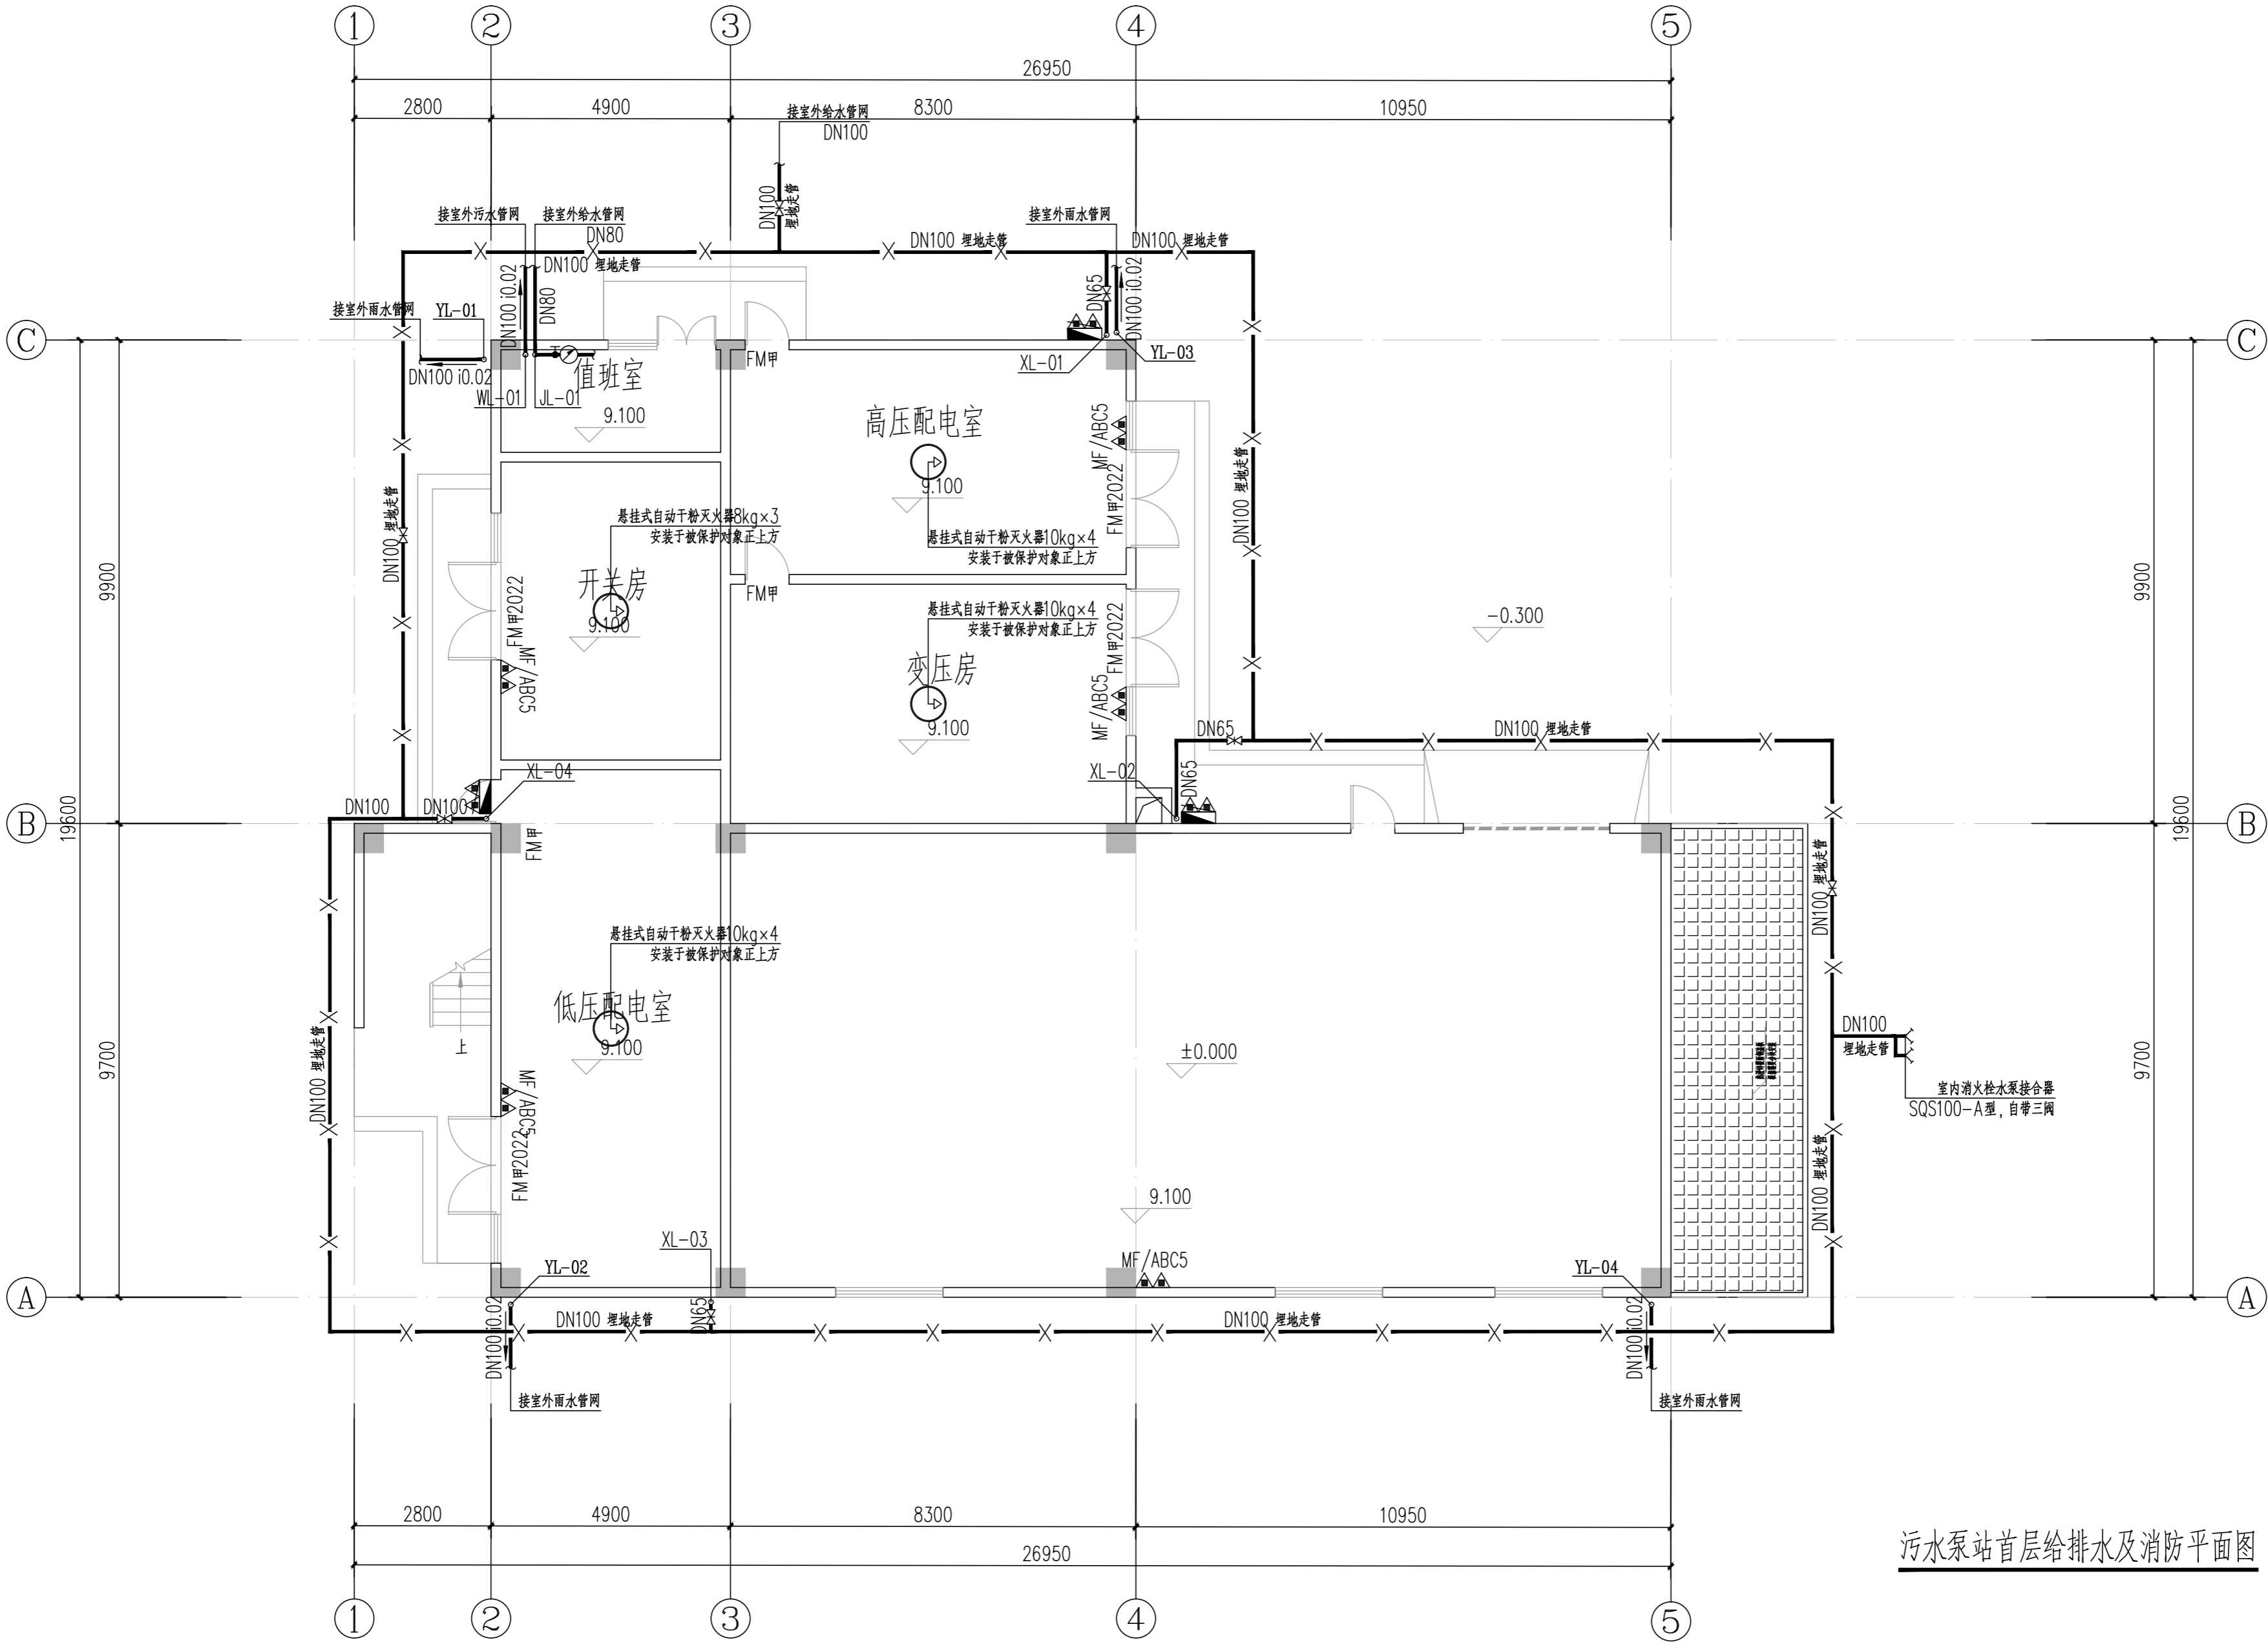 1
2
3
4
5
26950
2800
4900
8300
10950
接室外给水管网
DN100
DN100
埋地走管
接室外污水管网
接室外给水管网
DN80
接室外雨水管网
DN100 埋地走管
DN100 埋地走管
DN100 埋地走管
DN100 i0.02
DN80
DN65
DN100 i0.02
接室外雨水管网
YL-01
DN100 i0.02
WL-01
JL-01
值班室
9.100
FM甲
XL-01
YL-03
C
C
高压配电室
9.100
MF/ABC5
FM甲2022
悬挂式自动干粉灭火器10kg×4
安装于被保护对象正上方
DN100 埋地走管
DN100 埋地走管
悬挂式自动干粉灭火器8kg×3
安装于被保护对象正上方
开关房
9.100
FM甲2022
MF/ABC5
FM甲
悬挂式自动干粉灭火器10kg×4
安装于被保护对象正上方
变压房
9.100
FM甲2022
MF/ABC5
-0.300
9900
19600
9900
19600
DN65
DN100 埋地走管
XL-04
XL-02
DN65
DN100
DN100
B
B
FM甲
DN100 埋地走管
悬挂式自动干粉灭火器10kg×4
安装于被保护对象正上方
低压配电室
9.100
上
±0.000
DN100 埋地走管
MF/ABC5
FM甲2022
DN100
埋地走管
室内消火栓水泵接合器
SQS100-A型，自带三阀
9700
9700
DN100 埋地走管
9.100
MF/ABC5
XL-03
YL-02
YL-04
A
A
DN100 i0.02
DN100 埋地走管
DN65
DN100 埋地走管
DN100 i0.02
接室外雨水管网
接室外雨水管网
2800
4900
8300
10950
26950
污水泵站首层给排水及消防平面图
1
2
3
4
5